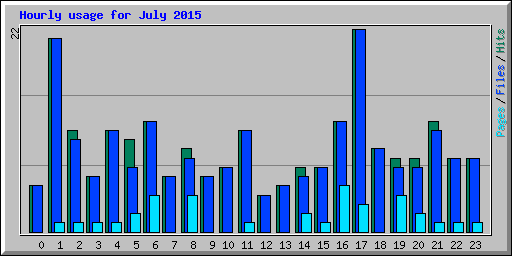 Hourly usage for July 2015
22
Pages/Files/Hits
0 1 2 3 4 5 6 7 8 9 10 11 12 13 14 15 16 17 18 19 20 21 22 23